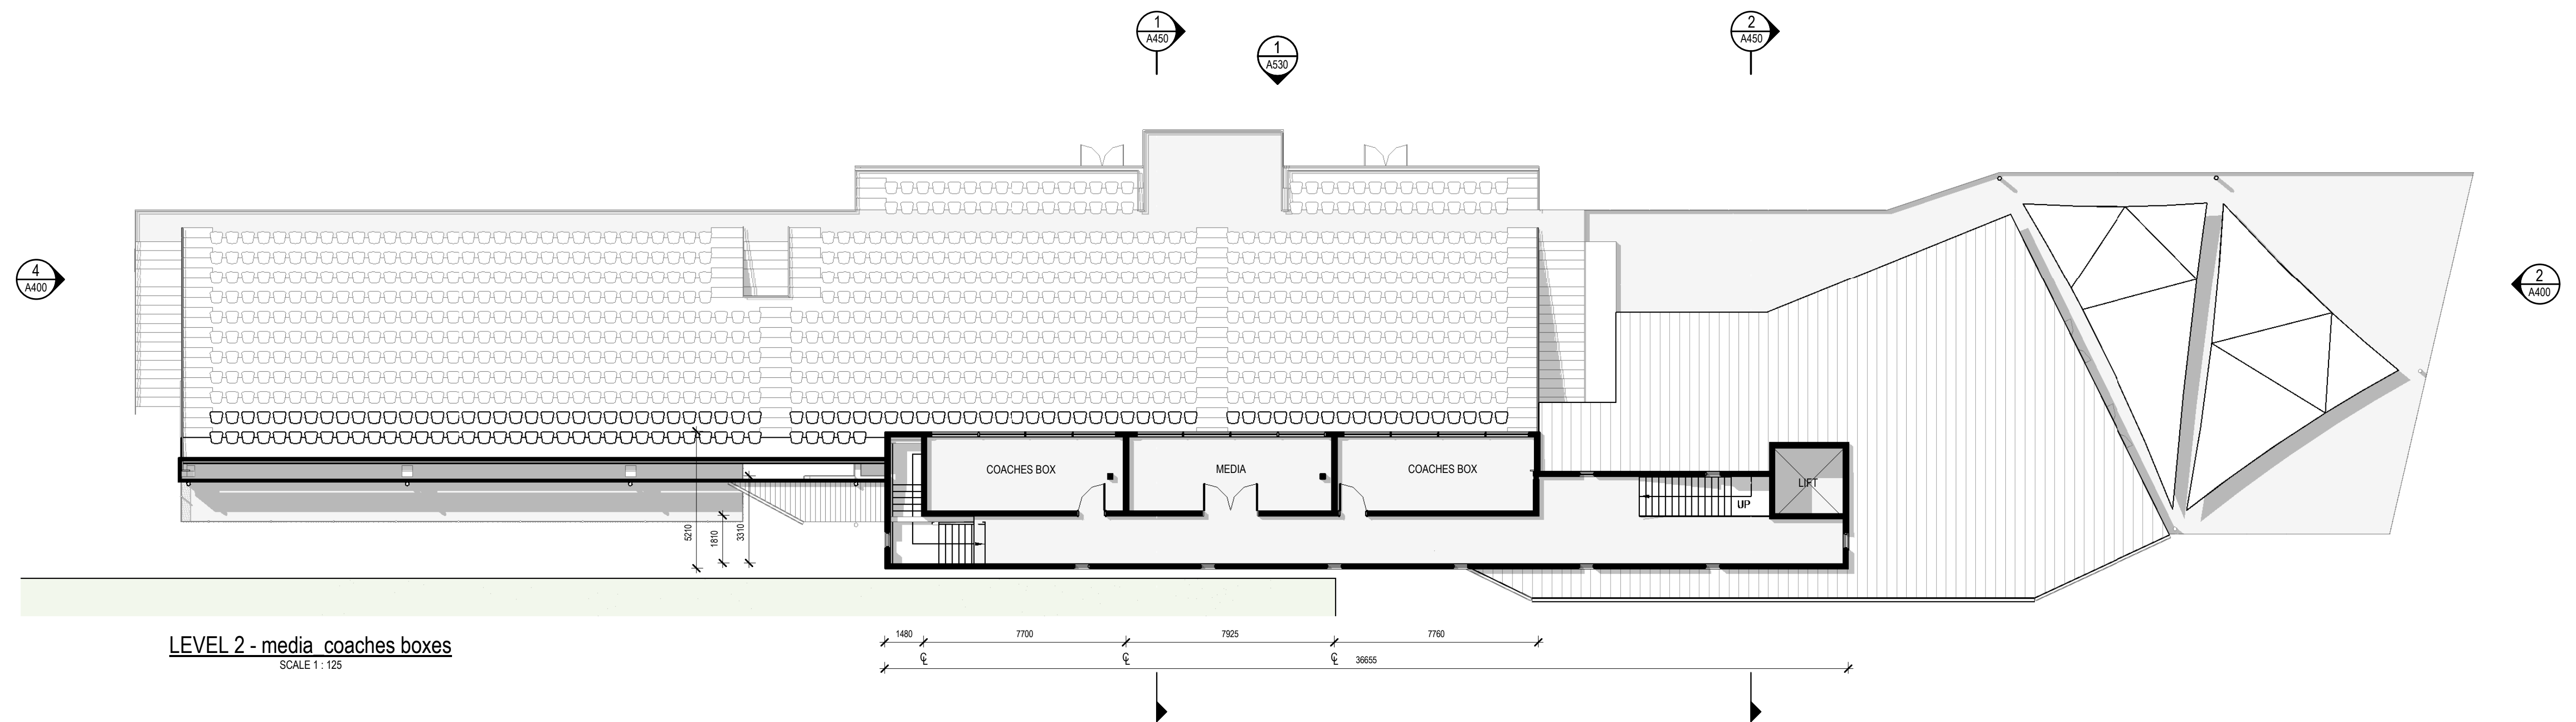 1
A450
1
A530
2
A450
4
A400
2
A400
COACHES BOX
MEDIA
COACHES BOX
LIFT
UP
5210
1810
3310
LEVEL 2 - media_coaches boxes
SCALE 1 : 125
1480
7700
7925
7760
℄
℄
℄
36655